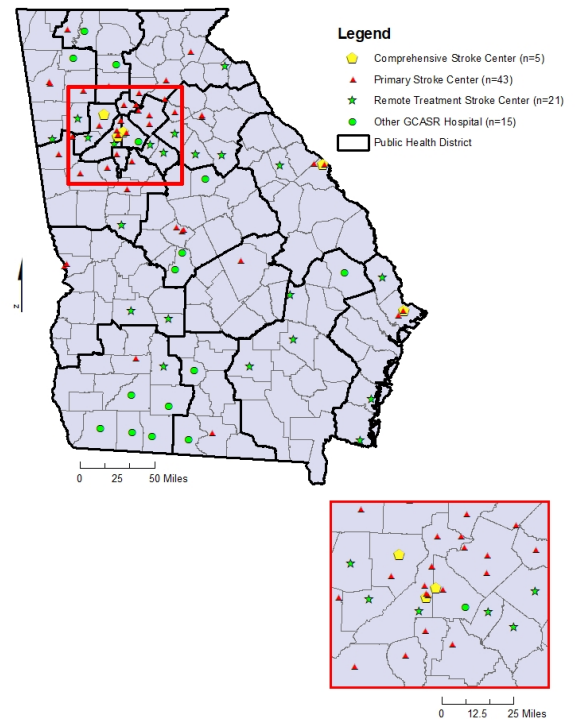 Legend
Comprehensive Stroke Center (n=5)
Primary Stroke Center (n=43)
Remote Treatment Stroke Center (n=21)
Other GCASR Hospital (n=15)
Public Health District
N
0 25 50 Miles
0 12.5 25 Miles